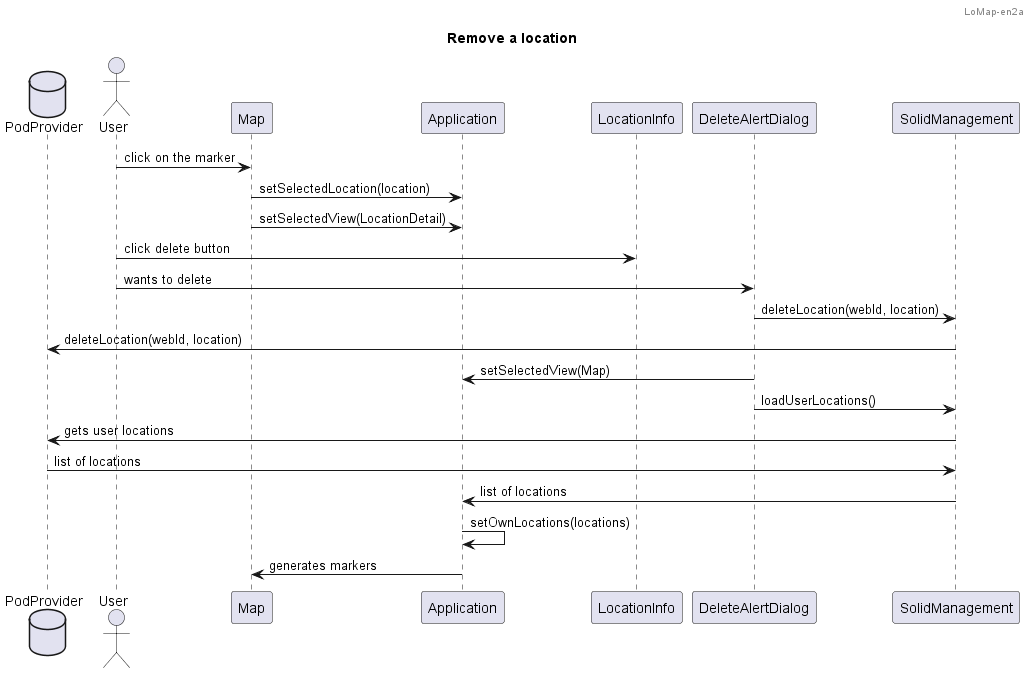 LoMap-en2a
Remove a location
PodProvider
User
Map
Application
LocationInfo
DeleteAlertDialog
SolidManagement
click on the marker
setSelectedLocation(location)
setSelectedView(LocationDetail)
click delete button
wants to delete
deleteLocation(webId, location)
deleteLocation(webId, location)
setSelectedView(Map)
loadUserLocations()
gets user locations
list of locations
list of locations
setOwnLocations(locations)
generates markers
PodProvider
User
Map
Application
LocationInfo
DeleteAlertDialog
SolidManagement